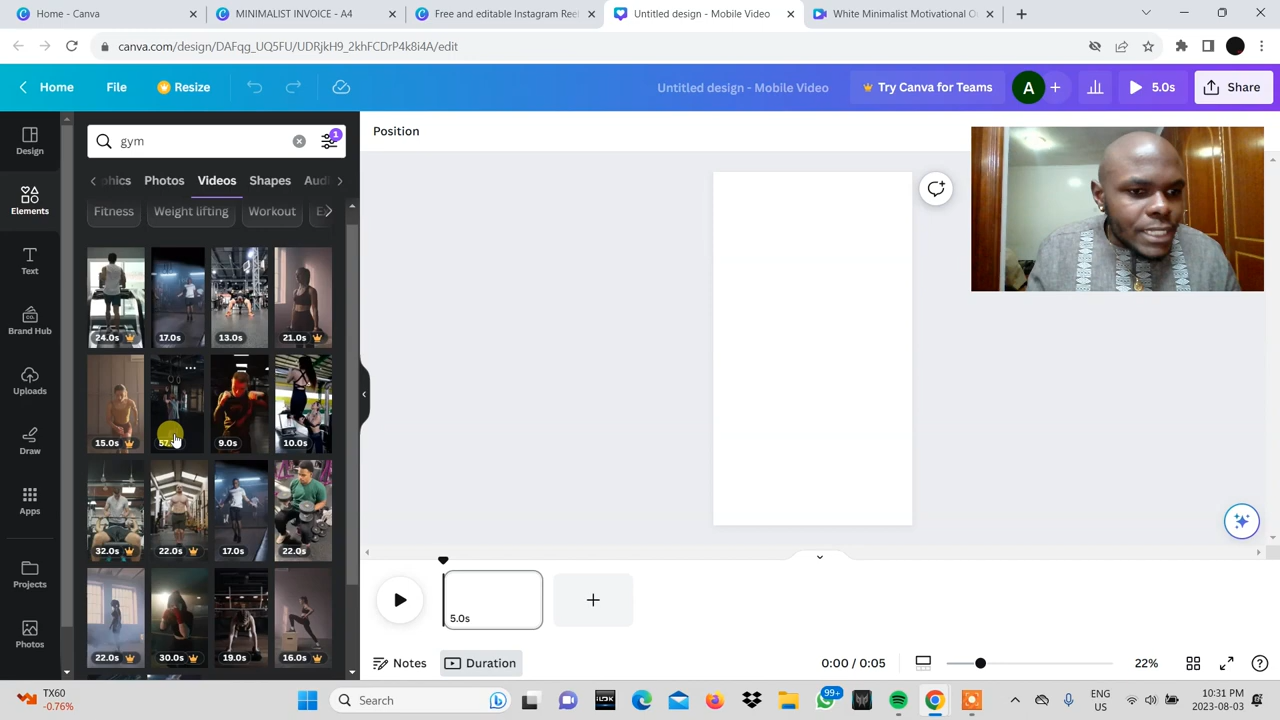 Home - Canva
MINIMALIST INVOICE - A4
Free and editable Instagram Reel
Untitled design - Mobile Video
White Minimalist Motivational
canva.com/design/DAFqg_UQ5FU/UDRjkH9_2khFCDrP4k8i4A/edit
Home
File
Resize
Untitled design - Mobile Video
Try Canva for Teams
A
5.0s
Share
Design
Elements
Text
Brand Hub
Uploads
Draw
Apps
Projects
Photos
gym
1
phics
Photos
Videos
Shapes
Audi
Fitness
Weight lifting
Workout
24.0s
17.0s
13.0s
21.0s
15.0s
9.0s
10.0s
32.0s
22.0s
17.0s
22.0s
22.0s
30.0s
19.0s
16.0s
Position
5.0s
Notes
Duration
0:00 / 0:05
22%
TX60
-0.76%
Search
99+
ENG
US
10:31 PM
2023-08-03